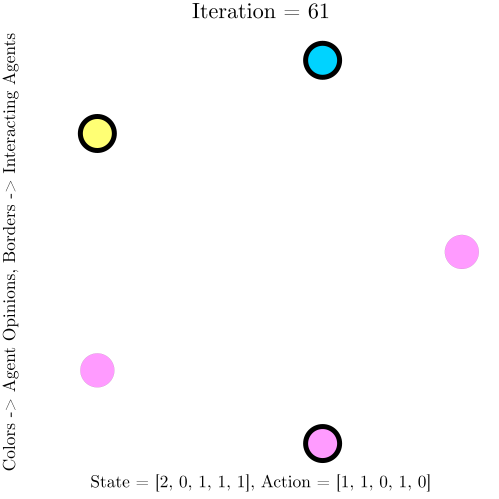 Iteration = 61
Colors -> Agent Opinions, Borders -> Interacting Agents
State = [2, 0, 1, 1, 1], Action = [1, 1, 0, 1, 0]